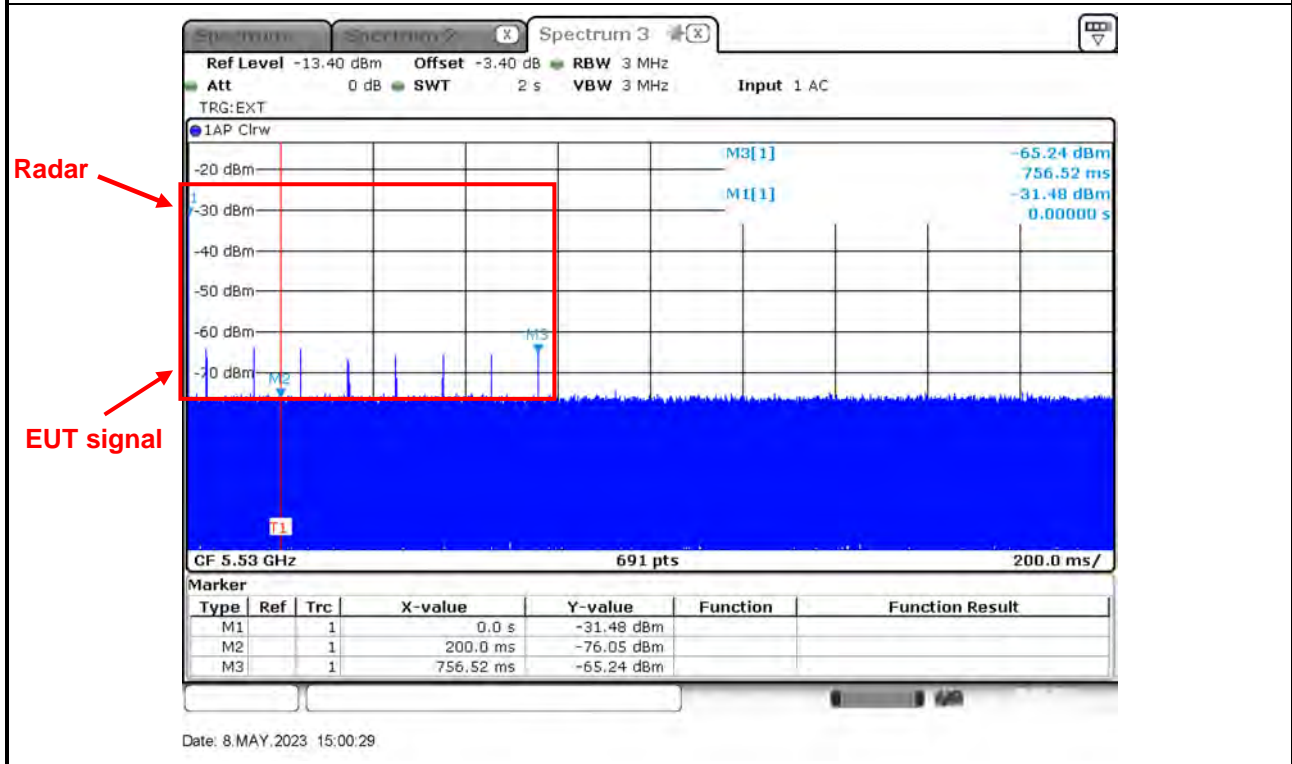 Spectrum Spectrum 2 X Spectrum 3 X
Ref Level -13.40 dBm Offset -3.40 dB RBW 3 MHz
Att 0 dB SWT 2 s VBW 3 MHz Input 1 AC
TRG:EXT
1AP Clrw
M3[1] -65.24 dBm
756.52 ms
M1[1] -31.48 dBm
0.00000 s
Radar
-20 dBm
1
-30 dBm
-40 dBm
-50 dBm
-60 dBm
M3
-70 dBm
M2
EUT signal
T1
CF 5.53 GHz 691 pts 200.0 ms/
Marker
Type Ref Trc X-value Y-value Function Function Result
M1 1 0.0 s -31.48 dBm
M2 1 200.0 ms -76.05 dBm
M3 1 756.52 ms -65.24 dBm
Date: 8.MAY.2023 15:00:29